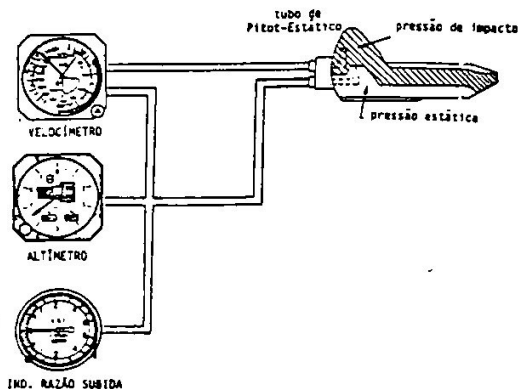 tubo de
Pitot-Estático
pressão de impacto
pressão estática
VELOCÍMETRO
ALTÍMETRO
IND. RAZÃO SUBIDA